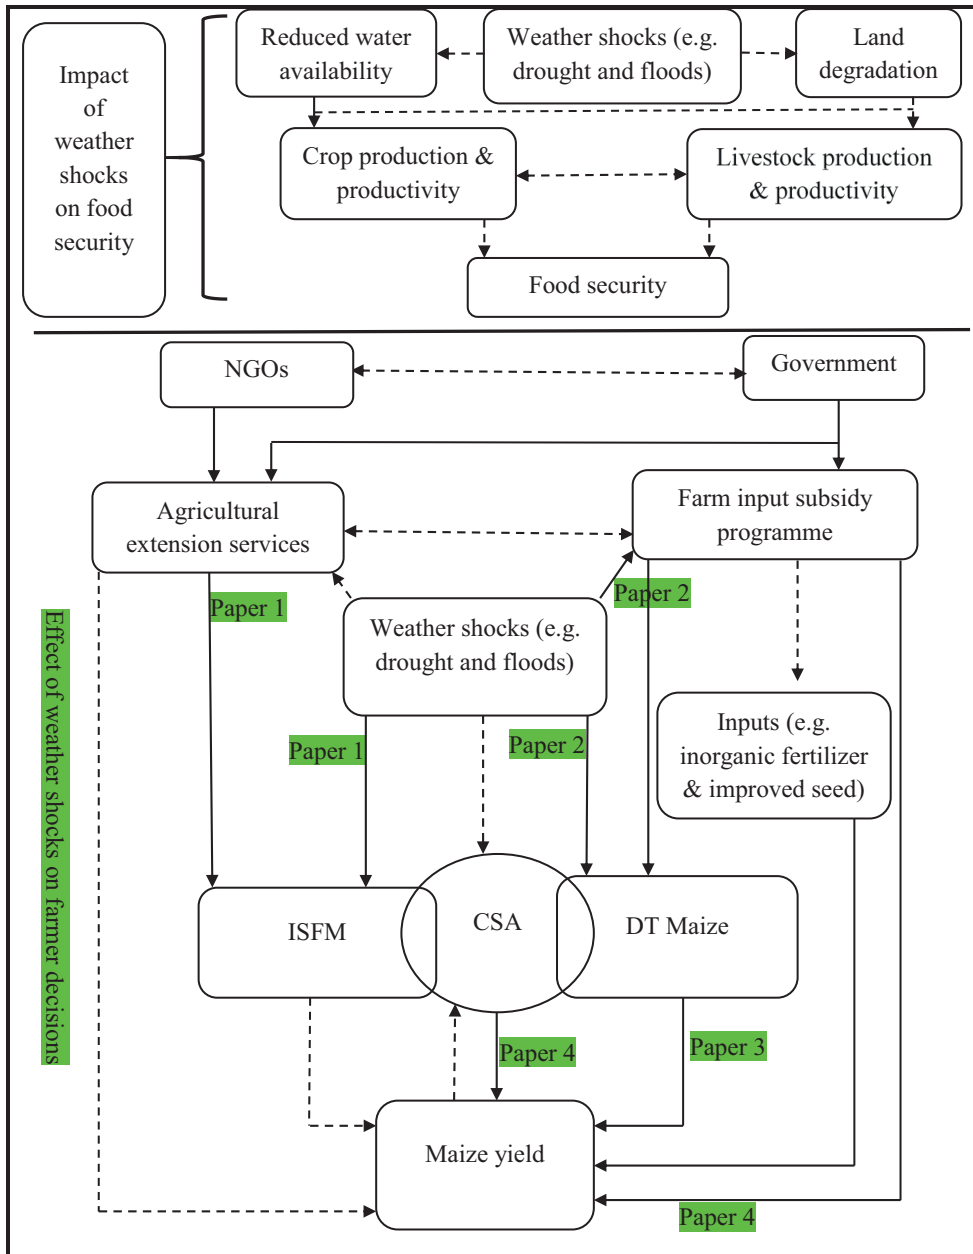 Impact
of
weather
shocks
on food
security
Reduced water
availability
Weather shocks (e.g.
drought and floods)
Land
degradation
Crop production &
productivity
Livestock production
& productivity
Food security
NGOs
Government
Agricultural
extension services
Farm input subsidy
programme
Paper 1
Paper 2
Weather shocks (e.g.
drought and floods)
Effect of weather shocks on farmer decisions
Inputs (e.g.
inorganic fertilizer
& improved seed)
Paper 1
Paper 2
ISFM
CSA
DT Maize
Paper 4
Paper 3
Maize yield
Paper 4